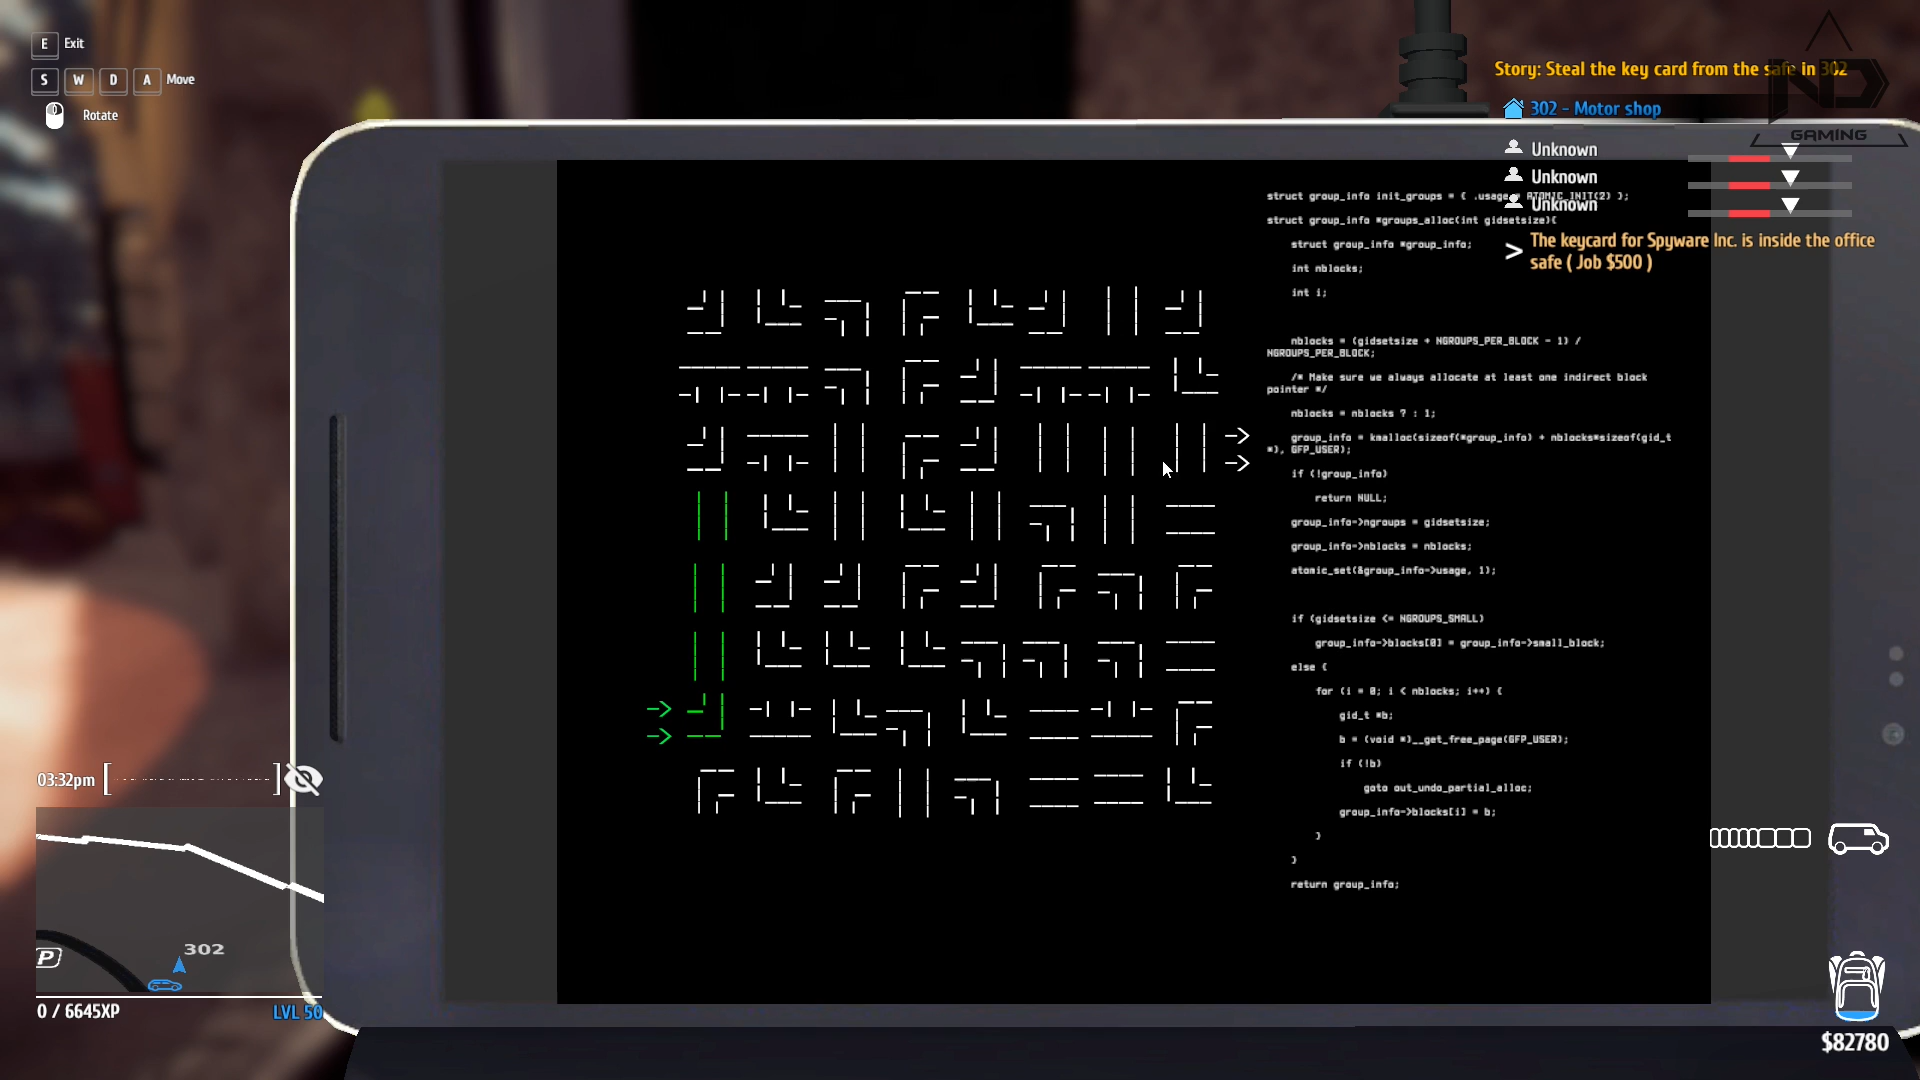 E Exit
S W D A Move
Rotate
Story: Steal the key card from the safe in 302
302 - Motor shop
ND
GAMING
Unknown
Unknown
Unknown
The keycard for Spyware Inc. is inside the office
safe ( Job $500 )
struct group_info init_groups = { .usage = ATOMIC_INIT(2) };
struct group_info *groups_alloc(int gidsetsize){
struct group_info *group_info;
int nblocks;
int i;
nblocks = (gidsetsize + NGROUPS_PER_BLOCK - 1) /
NGROUPS_PER_BLOCK;
/* Make sure we always allocate at least one indirect block
pointer */
nblocks = nblocks ? : 1;
group_info = kmalloc(sizeof(*group_info) + nblocks*sizeof(gid_t
*), GFP_USER);
if (!group_info)
return NULL;
group_info->ngroups = gidsetsize;
group_info->nblocks = nblocks;
atomic_set(&group_info->usage, 1);
if (gidsetsize <= NGROUPS_SMALL)
group_info->blocks[0] = group_info->small_block;
else {
for (i = 0; i < nblocks; i++) {
gid_t *b;
b = (void *)__get_free_page(GFP_USER);
if (!b)
goto out_undo_partial_alloc;
group_info->blocks[i] = b;
}
}
return group_info;
03:32pm
302
P
0 / 6645XP
LVL 50
$82780